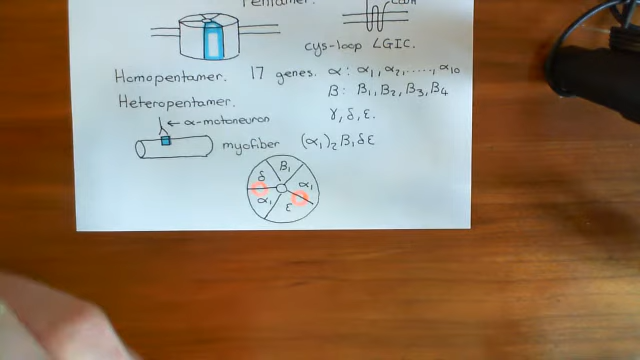 Pentamer.
COOH
cys-loop LGIC.
Homopentamer. 17 genes. α: α₁, α₂, ....., α₁₀
Heteropentamer. β: β₁, β₂, β₃, β₄
γ, δ, ε.
← α-motoneuron
myofiber (α₁)₂ β₁ δ ε
β₁
δ α₁
α₁ ε